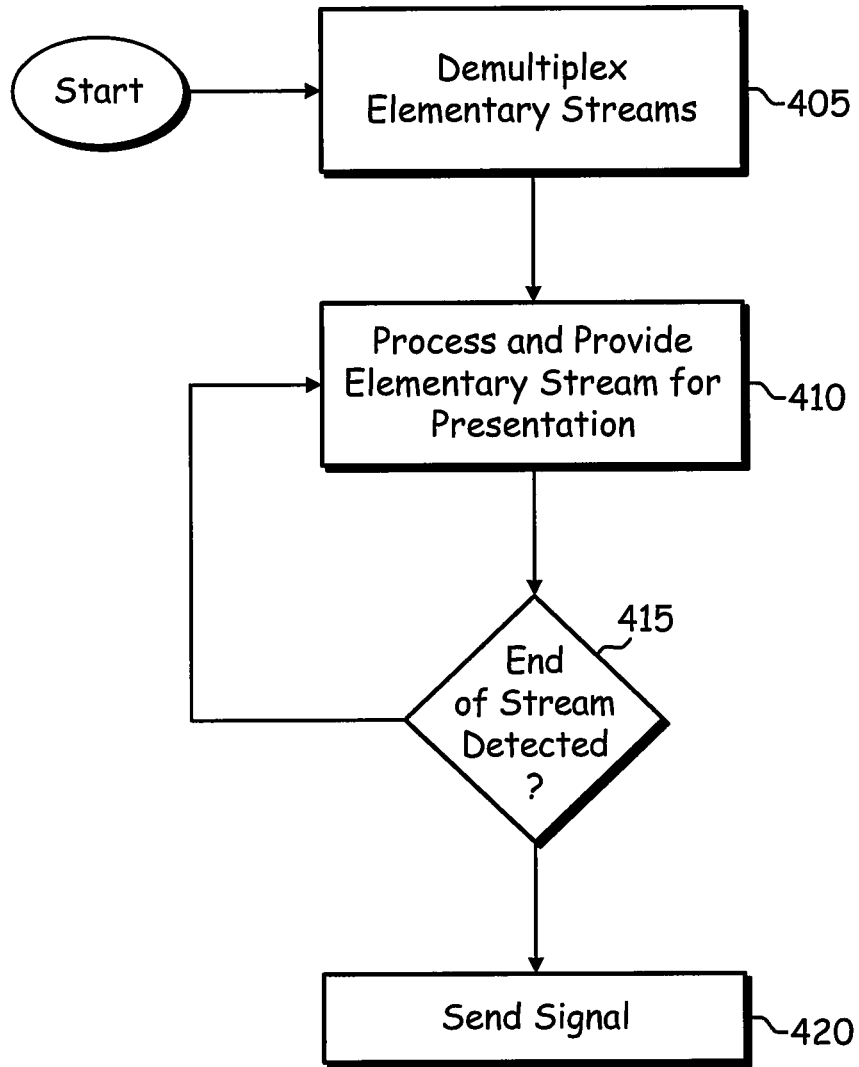 Start
Demultiplex
Elementary Streams
405
Process and Provide
Elementary Stream for
Presentation
410
415
End
of Stream
Detected
?
Send Signal
420